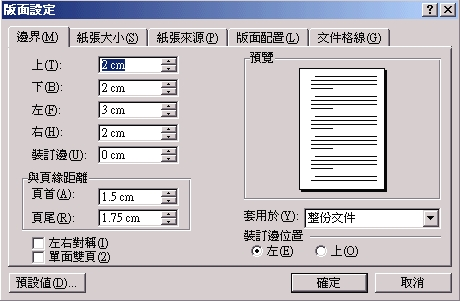 版面設定
邊界(M) 紙張大小(S) 紙張來源(P) 版面配置(L) 文件格線(G)
上(T): 2 cm
下(B): 2 cm
左(F): 3 cm
右(H): 2 cm
裝訂邊(U): 0 cm
與頁緣距離
頁首(A): 1.5 cm
頁尾(R): 1.75 cm
左右對稱(I)
單面雙頁(2)
預覽
套用於(Y): 整份文件
裝訂邊位置
左(E) 上(O)
預設值(D)... 確定 取消